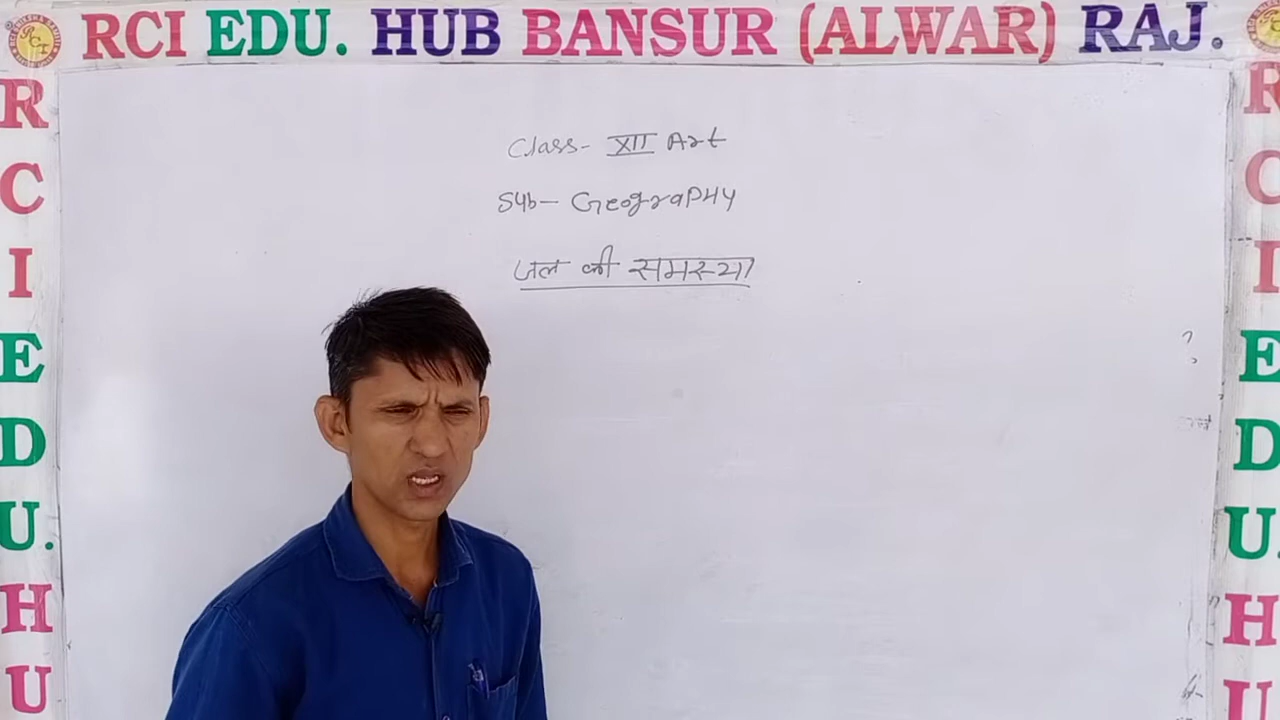 RCI EDU. HUB BANSUR (ALWAR) RAJ.
Class- XII Art
Sub- GeograPHY
जल की समस्या
R
C
I
E
D
U.
H
U
R
C
I
E
D
U.
H
U